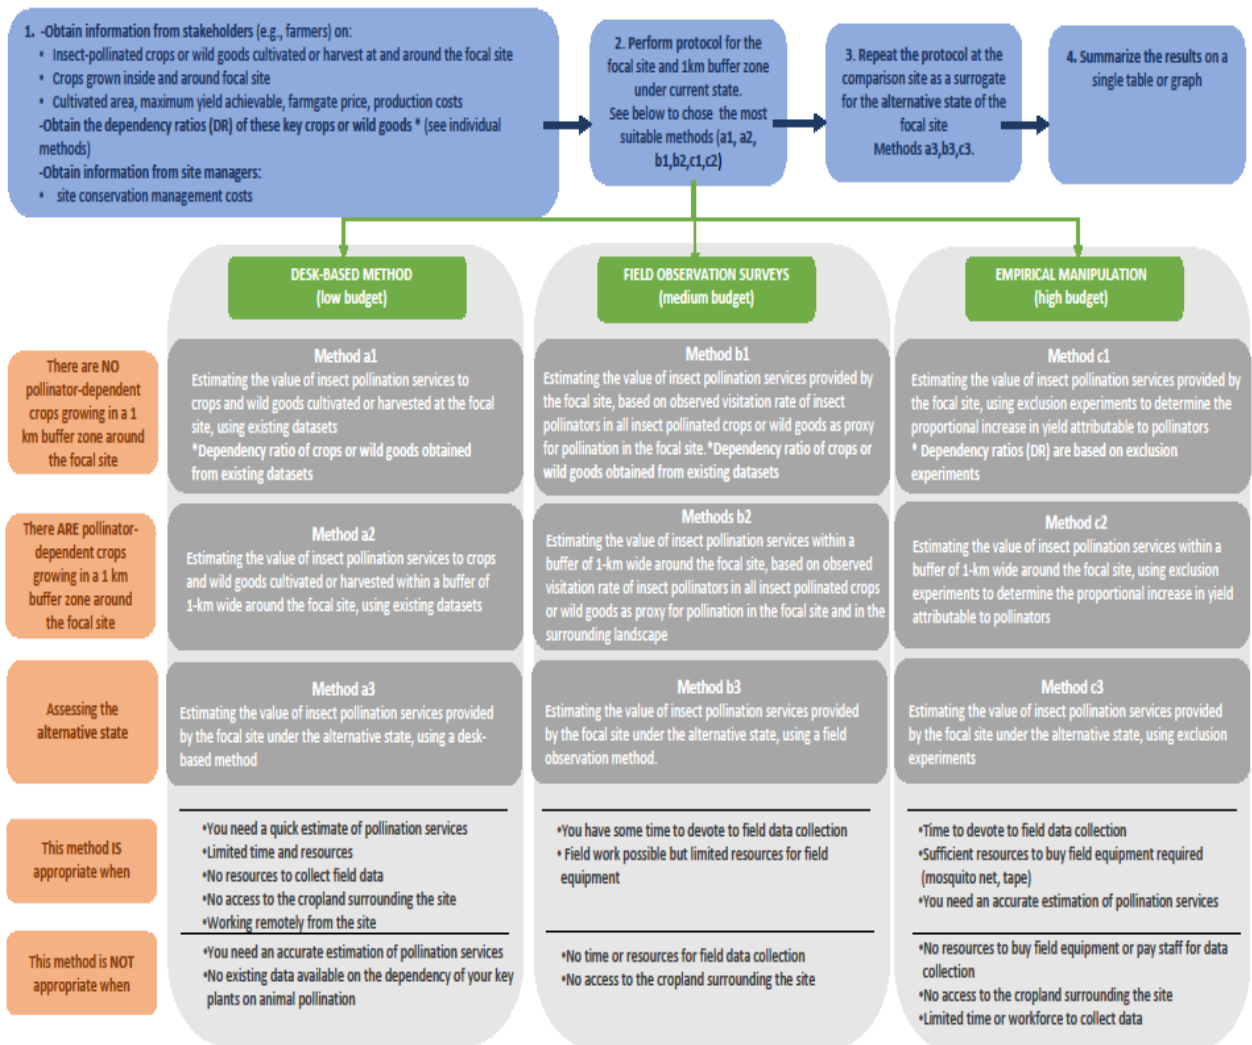 1. -Obtain information from stakeholders (e.g., farmers) on:
• Insect-pollinated crops or wild goods cultivated or harvest at and around the focal site
• Crops grown inside and around focal site
• Cultivated area, maximum yield achievable, farmgate price, production costs
-Obtain the dependency ratios (DR) of these key crops or wild goods * (see individual
methods)
-Obtain information from site managers:
• site conservation management costs
2. Perform protocol for the
focal site and 1km buffer zone
under current state.
See below to chose the most
suitable methods (a1, a2,
b1,b2,c1,c2)
3. Repeat the protocol at the
comparison site as a surrogate
for the alternative state of the
focal site
Methods a3,b3,c3.
4. Summarize the results on a
single table or graph
DESK-BASED METHOD
(low budget)
FIELD OBSERVATION SURVEYS
(medium budget)
EMPIRICAL MANIPULATION
(high budget)
There are NO
pollinator-dependent
crops growing in a 1
km buffer zone around
the focal site
Method a1
Estimating the value of insect pollination services to
crops and wild goods cultivated or harvested at the focal
site, using existing datasets
*Dependency ratio of crops or wild goods obtained
from existing datasets
Method b1
Estimating the value of insect pollination services provided by
the focal site, based on observed visitation rate of insect
pollinators in all insect pollinated crops or wild goods as proxy
for pollination in the focal site.*Dependency ratio of crops or
wild goods obtained from existing datasets
Method c1
Estimating the value of insect pollination services provided by
the focal site, using exclusion experiments to determine the
proportional increase in yield attributable to pollinators
* Dependency ratios (DR) are based on exclusion
experiments
There ARE pollinator-
dependent crops
growing in a 1 km
buffer zone around
the focal site
Method a2
Estimating the value of insect pollination services to crops
and wild goods cultivated or harvested within a buffer of
1-km wide around the focal site, using existing datasets
Methods b2
Estimating the value of insect pollination services within a
buffer of 1-km wide around the focal site, based on observed
visitation rate of insect pollinators in all insect pollinated crops
or wild goods as proxy for pollination in the focal site and in the
surrounding landscape
Method c2
Estimating the value of insect pollination services within a
buffer of 1-km wide around the focal site, using exclusion
experiments to determine the proportional increase in yield
attributable to pollinators
Assessing the
alternative state
Method a3
Estimating the value of insect pollination services provided
by the focal site under the alternative state, using a desk-
based method
Method b3
Estimating the value of insect pollination services provided
by the focal site under the alternative state, using a field
observation method.
Method c3
Estimating the value of insect pollination services provided
by the focal site under the alternative state, using exclusion
experiments
This method IS
appropriate when
•You need a quick estimate of pollination services
•Limited time and resources
•No resources to collect field data
•No access to the cropland surrounding the site
•Working remotely from the site
•You have some time to devote to field data collection
• Field work possible but limited resources for field
equipment
•Time to devote to field data collection
•Sufficient resources to buy field equipment required
(mosquito net, tape)
•You need an accurate estimation of pollination services
This method is NOT
appropriate when
•You need an accurate estimation of pollination services
•No existing data available on the dependency of your key
plants on animal pollination
•No time or resources for field data collection
•No access to the cropland surrounding the site
•No resources to buy field equipment or pay staff for data
collection
•No access to the cropland surrounding the site
•Limited time or workforce to collect data